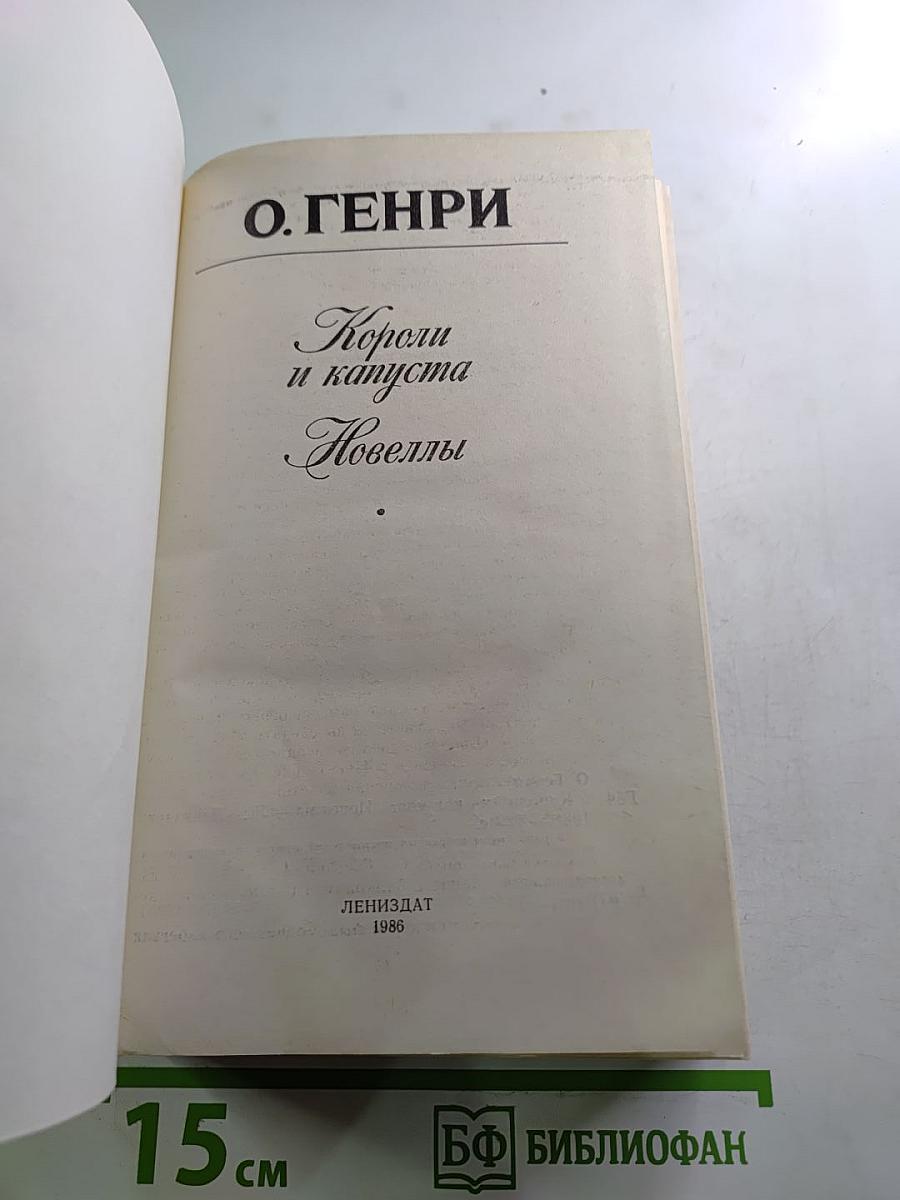 О. ГЕНРИ
Короли
и капуста
Новеллы
ЛЕНИЗДАТ
1986
15 см
БФ БИБЛИОФАН